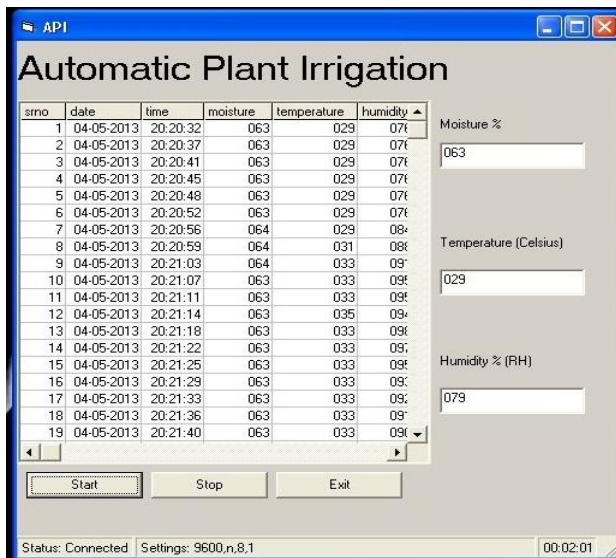 API
Automatic Plant Irrigation
srno date time moisture temperature humidity
1 04-05-2013 20:20:32 063 029 076
2 04-05-2013 20:20:37 063 029 076
3 04-05-2013 20:20:41 063 029 076
4 04-05-2013 20:20:45 063 029 076
5 04-05-2013 20:20:48 063 029 076
6 04-05-2013 20:20:52 063 029 076
7 04-05-2013 20:20:56 064 029 084
8 04-05-2013 20:20:59 064 031
9 04-05-2013 20:21:03 064 033
10 04-05-2013 20:21:07 063 033
11 04-05-2013 20:21:11 063 033
12 04-05-2013 20:21:14 063 035
13 04-05-2013 20:21:18 063 033
14 04-05-2013 20:21:22 063 033
15 04-05-2013 20:21:25 063 033
16 04-05-2013 20:21:29 063 033
17 04-05-2013 20:21:33 063 033
18 04-05-2013 20:21:36 063 033
19 04-05-2013 20:21:40 063 033
Moisture %
063
Temperature (Celsius)
029
Humidity % (RH)
079
Start Stop Exit
Status: Connected Settings: 9600,n,8,1 00:02:01